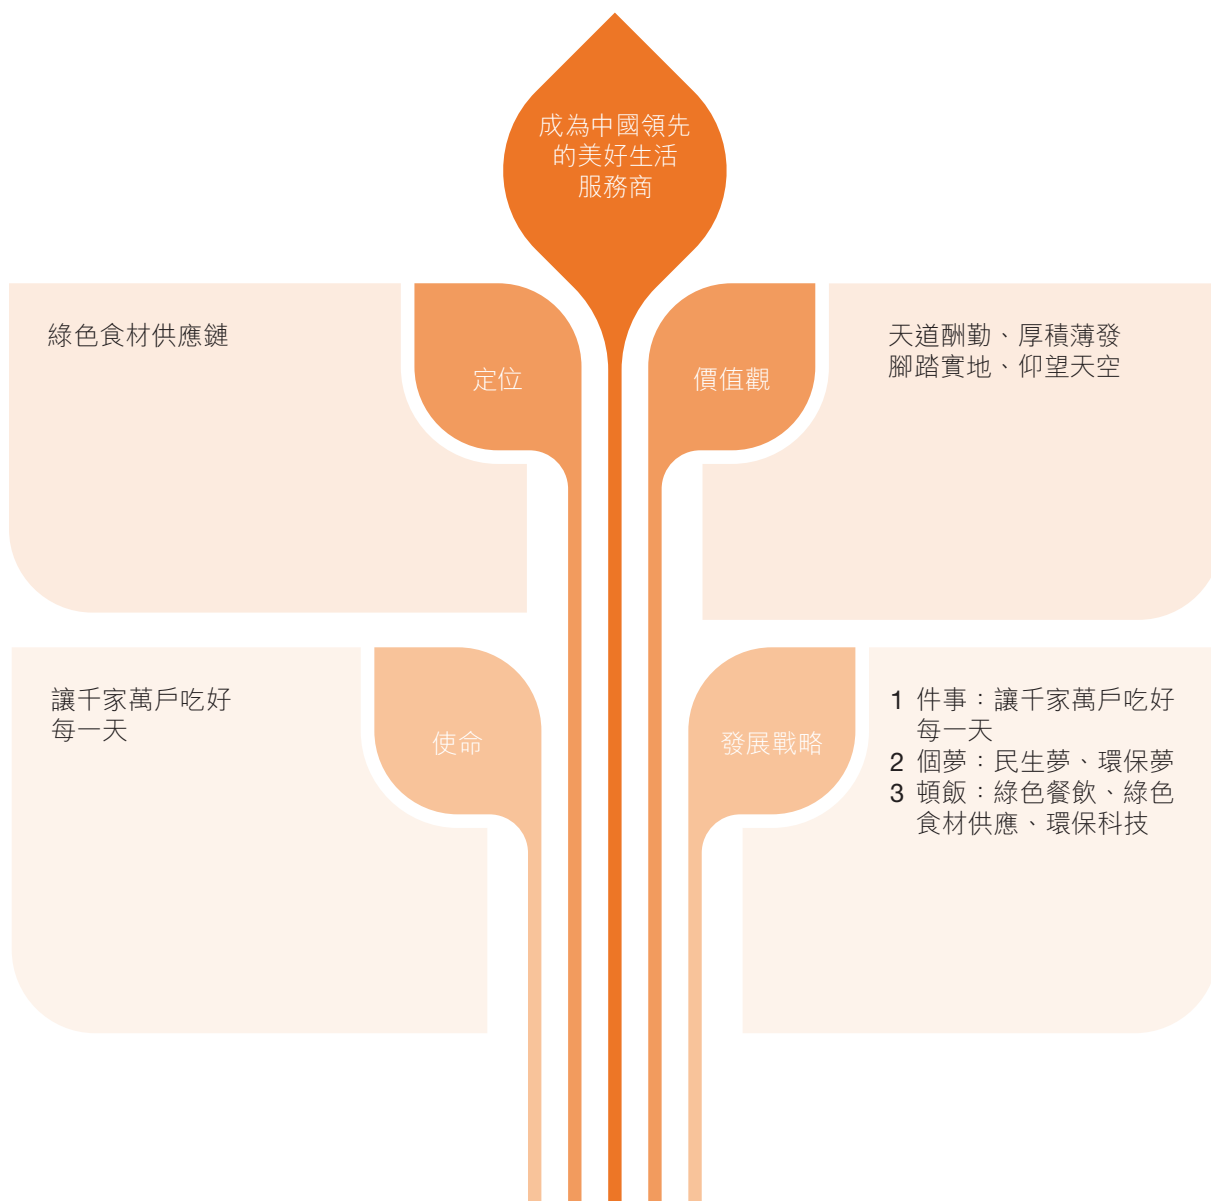 成為中國領先
的美好生活
服務商
綠色食材供應鏈
定位
價值觀
天道酬勤、厚積薄發
腳踏實地、仰望天空
讓千家萬戶吃好
每一天
使命
發展戰略
1 件事：讓千家萬戶吃好
每一天
2 個夢：民生夢、環保夢
3 頓飯：綠色餐飲、綠色
食材供應、環保科技